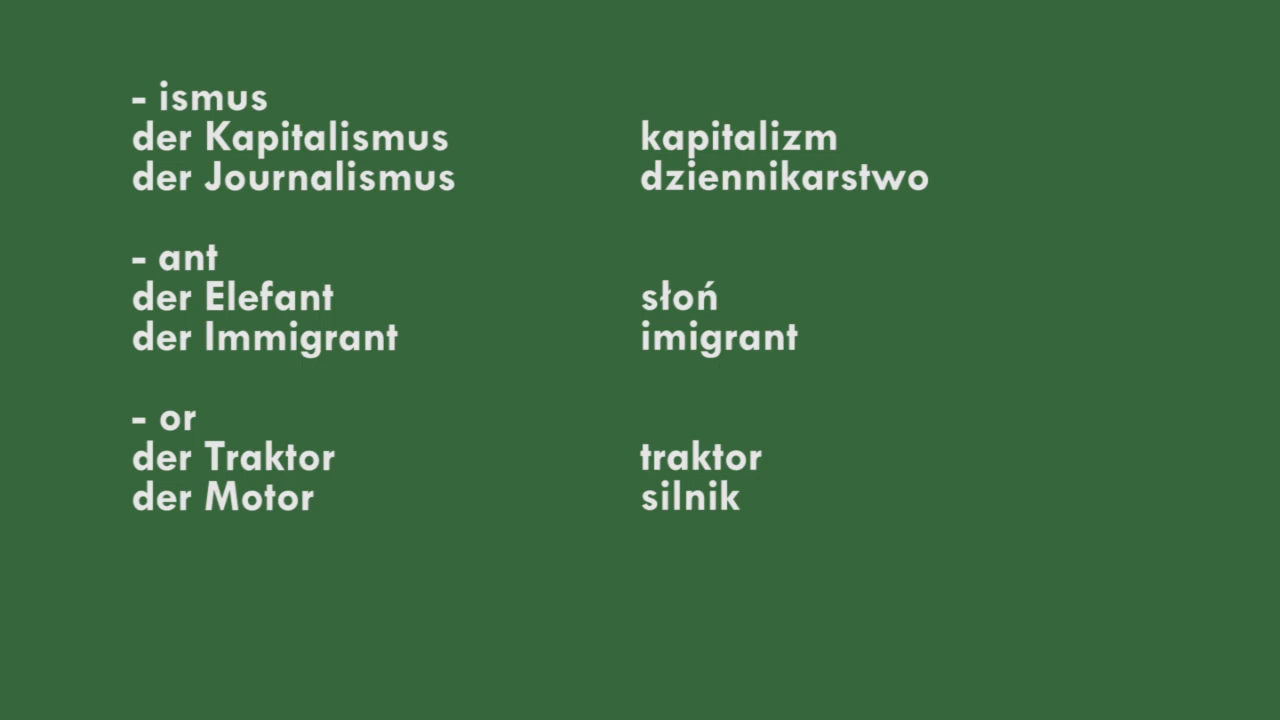 - ismus
der Kapitalismus kapitalizm
der Journalismus dziennikarstwo
- ant
der Elefant słoń
der Immigrant imigrant
- or
der Traktor traktor
der Motor silnik